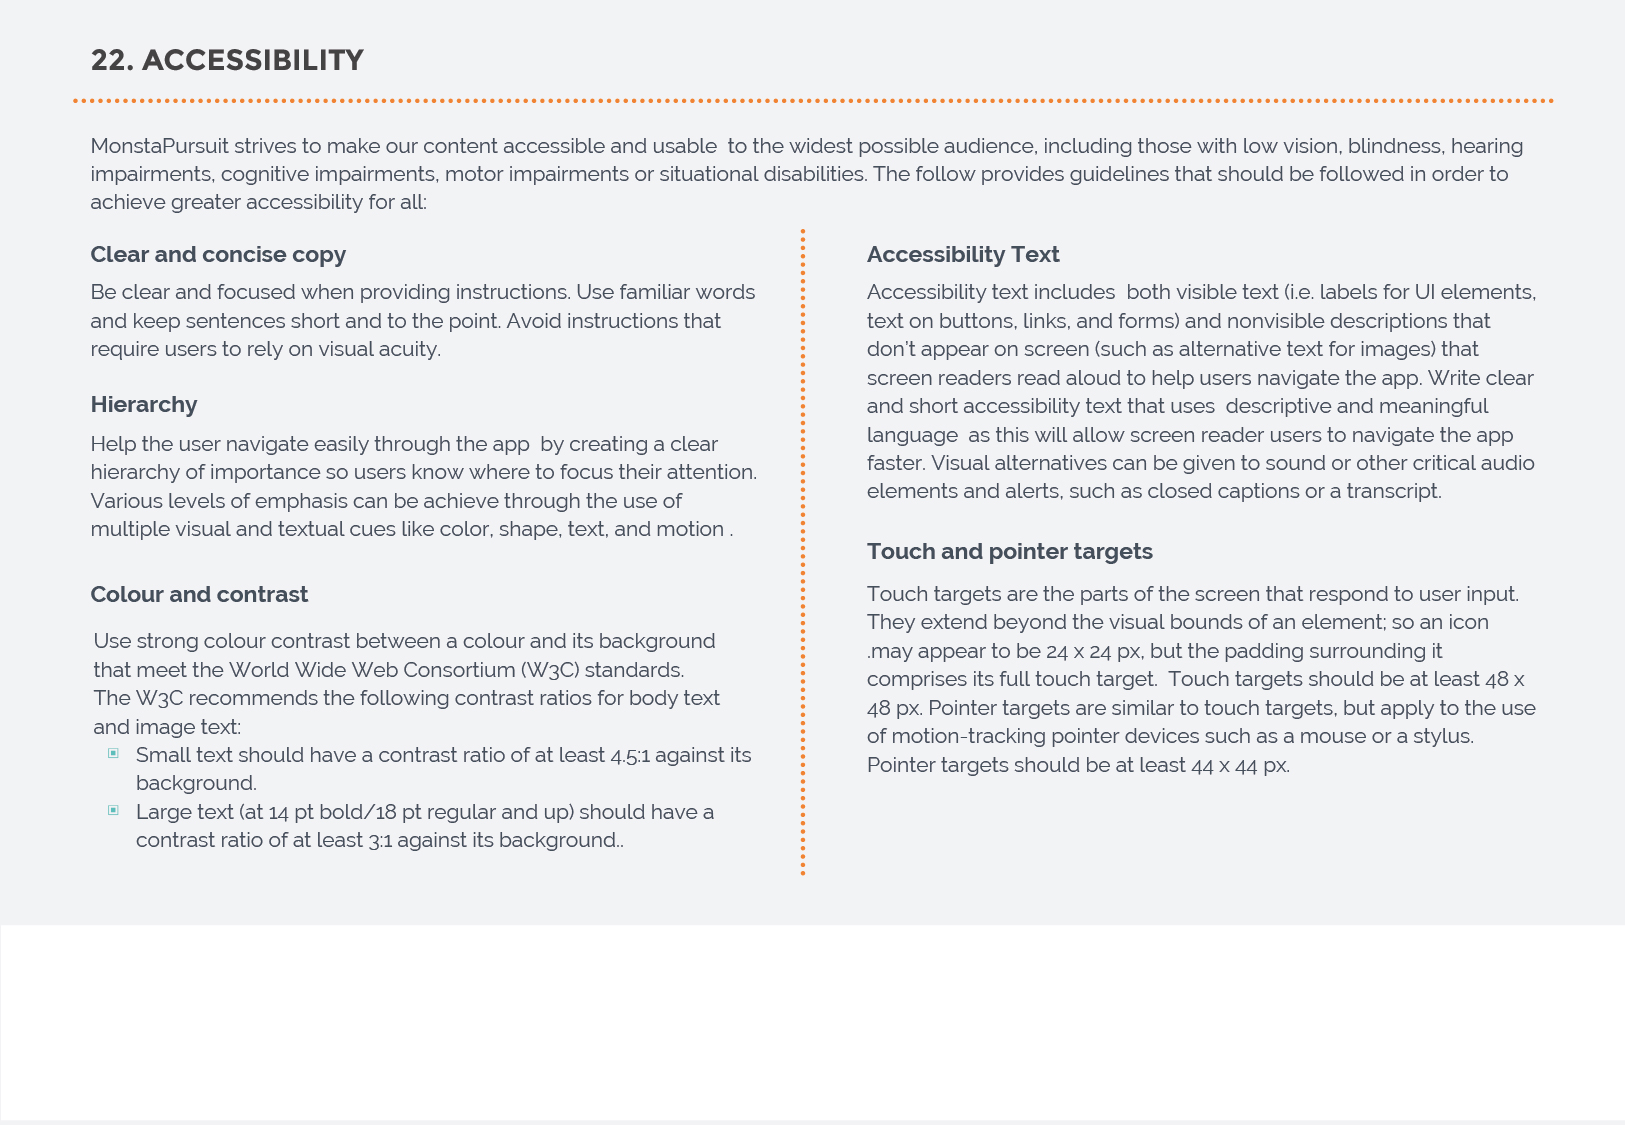 22. ACCESSIBILITY
MonstaPursuit strives to make our content accessible and usable  to the widest possible audience, including those with low vision, blindness, hearing
impairments, cognitive impairments, motor impairments or situational disabilities. The follow provides guidelines that should be followed in order to
achieve greater accessibility for all:
Clear and concise copy
Be clear and focused when providing instructions. Use familiar words
and keep sentences short and to the point. Avoid instructions that
require users to rely on visual acuity.
Hierarchy
Help the user navigate easily through the app  by creating a clear
hierarchy of importance so users know where to focus their attention.
Various levels of emphasis can be achieve through the use of
multiple visual and textual cues like color, shape, text, and motion .
Colour and contrast
Use strong colour contrast between a colour and its background
that meet the World Wide Web Consortium (W3C) standards.
The W3C recommends the following contrast ratios for body text
and image text:
Small text should have a contrast ratio of at least 4.5:1 against its
background.
Large text (at 14 pt bold/18 pt regular and up) should have a
contrast ratio of at least 3:1 against its background..
Accessibility Text
Accessibility text includes  both visible text (i.e. labels for UI elements,
text on buttons, links, and forms) and nonvisible descriptions that
don't appear on screen (such as alternative text for images) that
screen readers read aloud to help users navigate the app. Write clear
and short accessibility text that uses  descriptive and meaningful
language  as this will allow screen reader users to navigate the app
faster. Visual alternatives can be given to sound or other critical audio
elements and alerts, such as closed captions or a transcript.
Touch and pointer targets
Touch targets are the parts of the screen that respond to user input.
They extend beyond the visual bounds of an element; so an icon
.may appear to be 24 x 24 px, but the padding surrounding it
comprises its full touch target.  Touch targets should be at least 48 x
48 px. Pointer targets are similar to touch targets, but apply to the use
of motion-tracking pointer devices such as a mouse or a stylus.
Pointer targets should be at least 44 x 44 px.